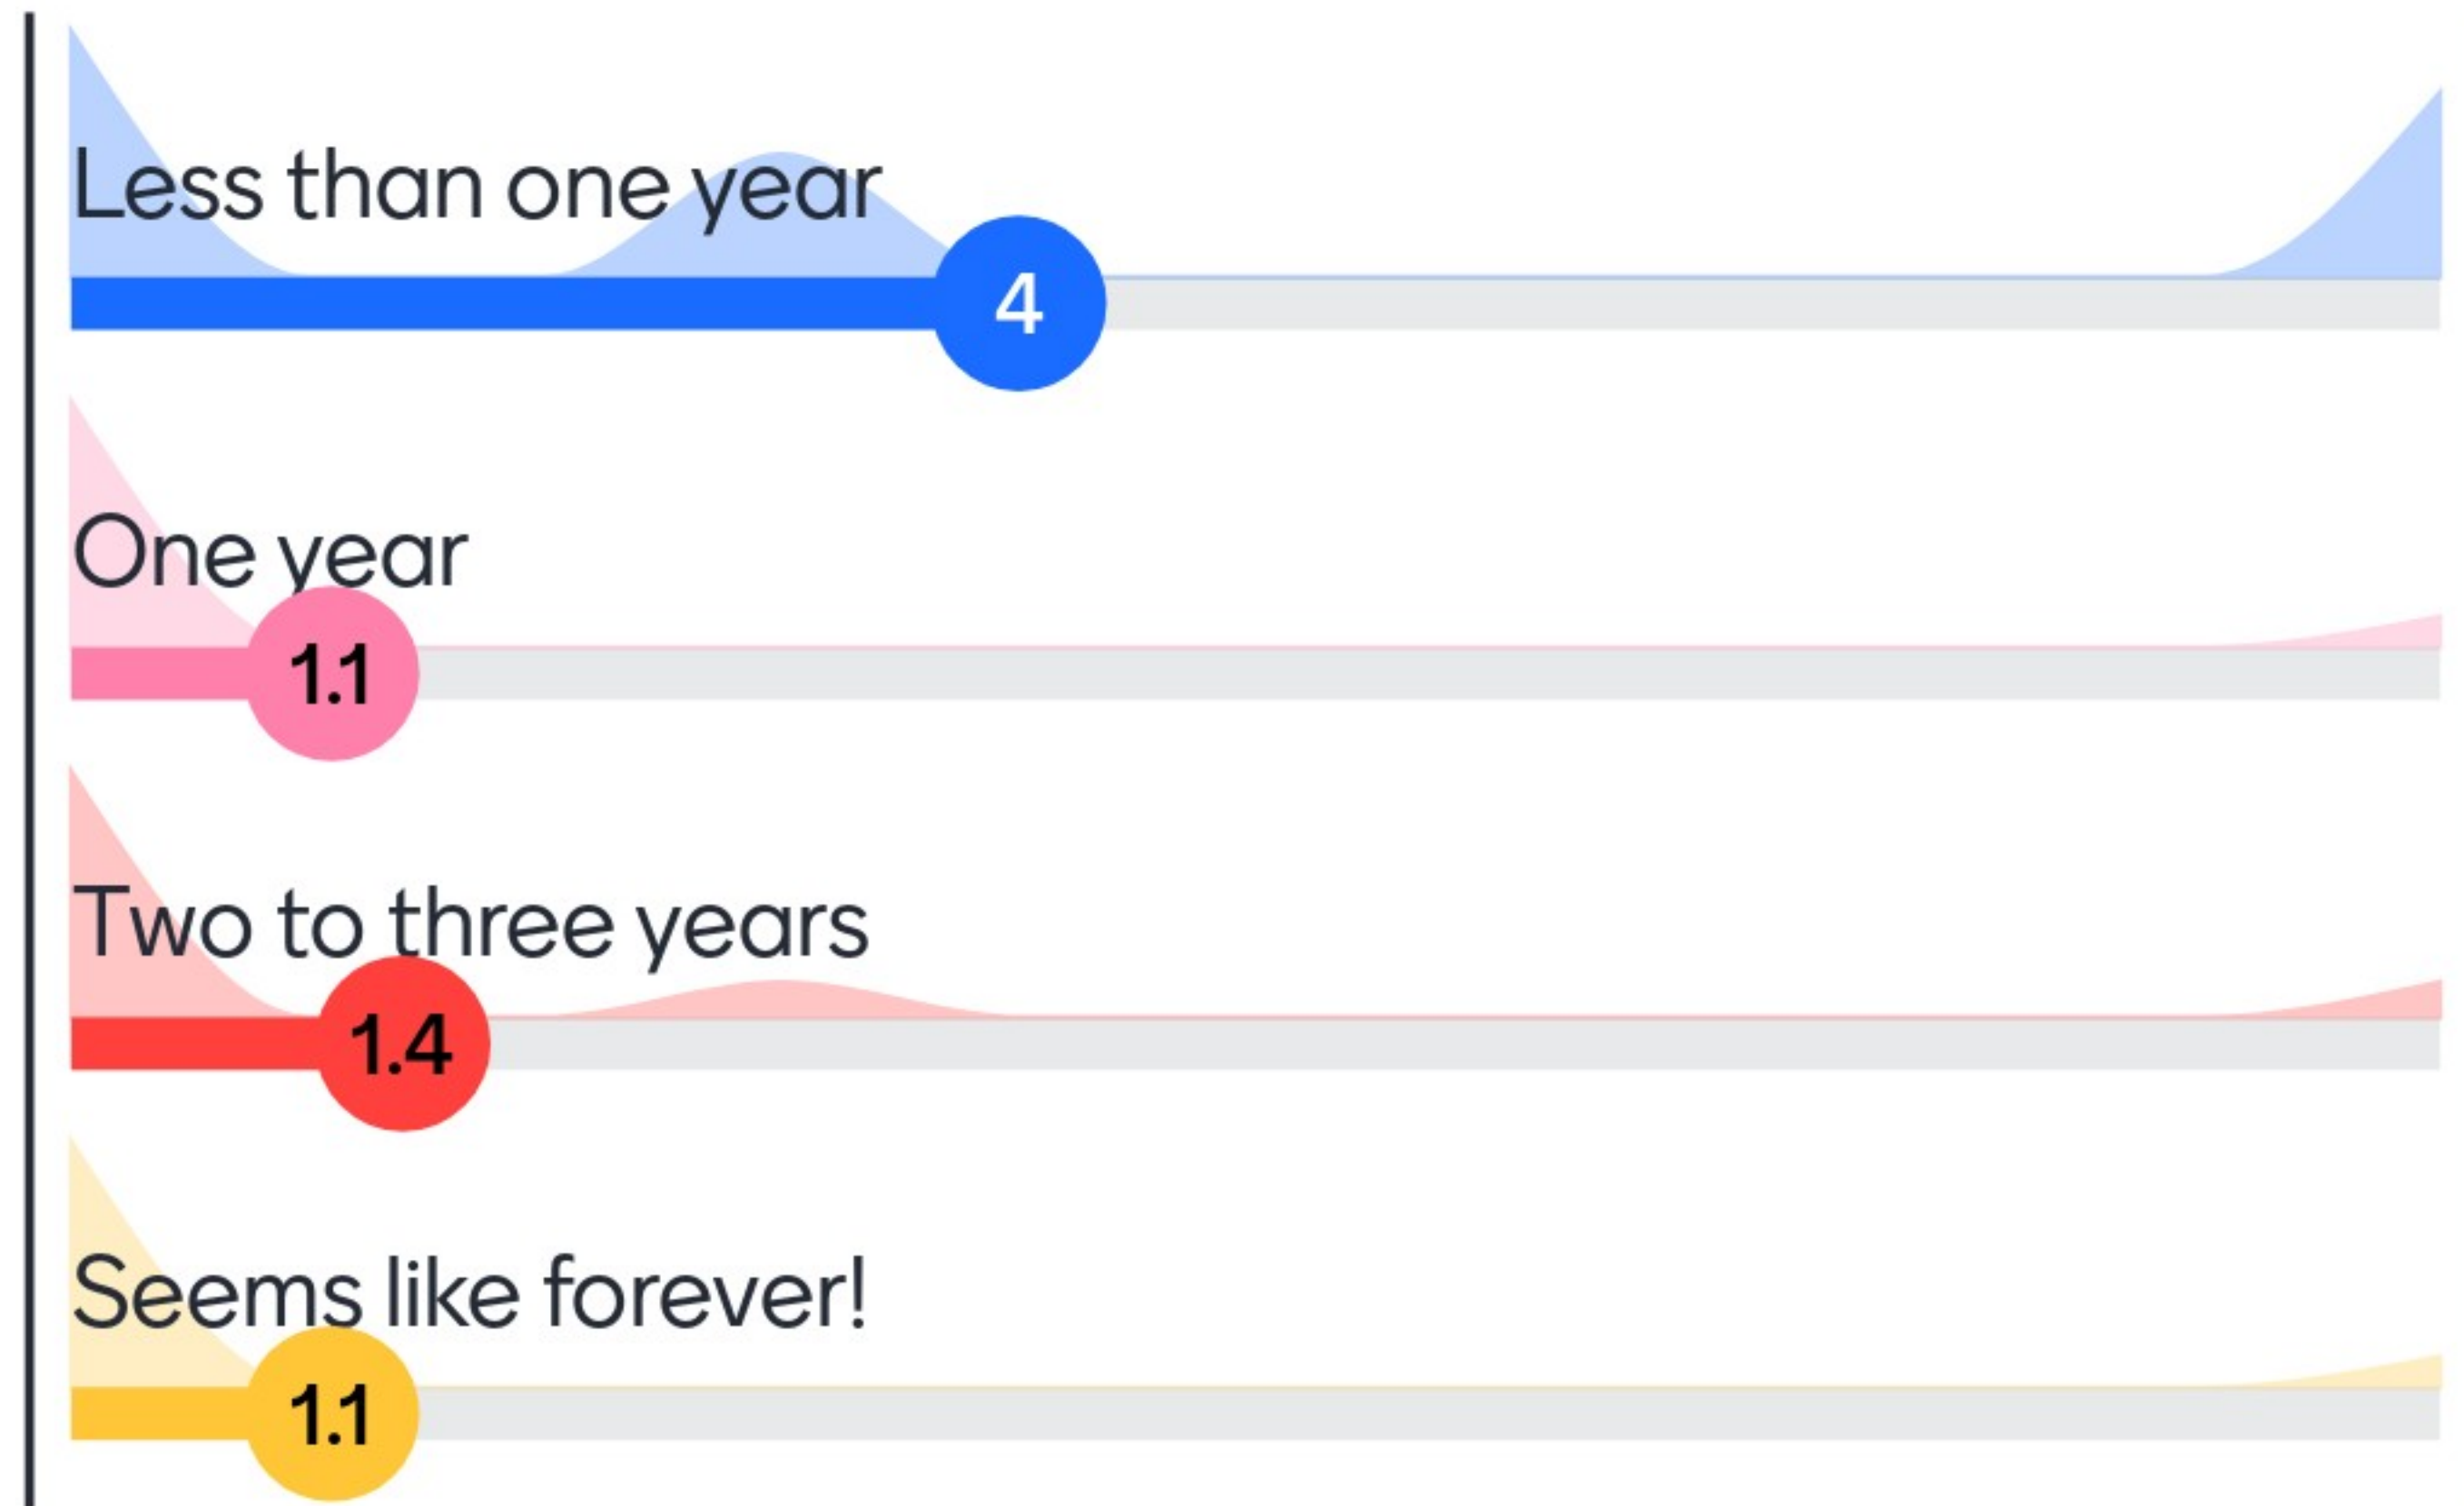 Less than one year
4
One year
1.1
Two to three years
1.4
Seems like forever!
1.1